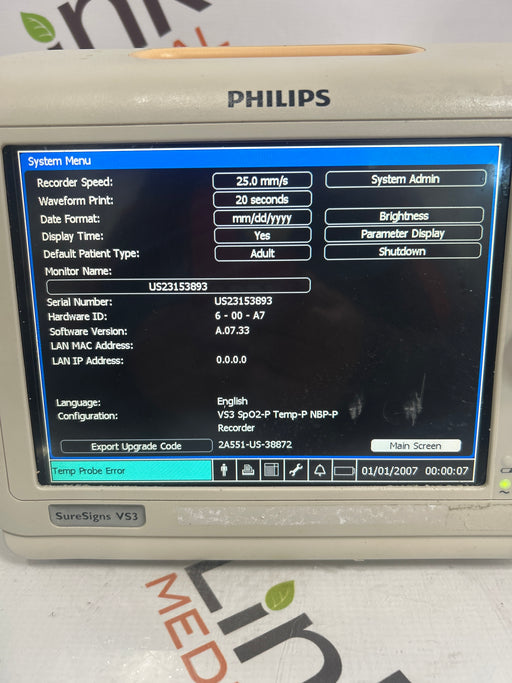 Link
MEDICAL
PHILIPS
System Menu
Recorder Speed: 25.0 mm/s System Admin
Waveform Print: 20 seconds
Date Format: mm/dd/yyyy Brightness
Display Time: Yes Parameter Display
Default Patient Type: Adult Shutdown
Monitor Name:
US23153893
Serial Number: US23153893
Hardware ID: 6 - 00 - A7
Software Version: A.07.33
LAN MAC Address:
LAN IP Address: 0.0.0.0
Language: English
Configuration: VS3 SpO2-P Temp-P NBP-P
Recorder
Export Upgrade Code 2A551-US-38872 Main Screen
Temp Probe Error 01/01/2007 00:00:07
SureSigns VS3
Link
MEDICAL